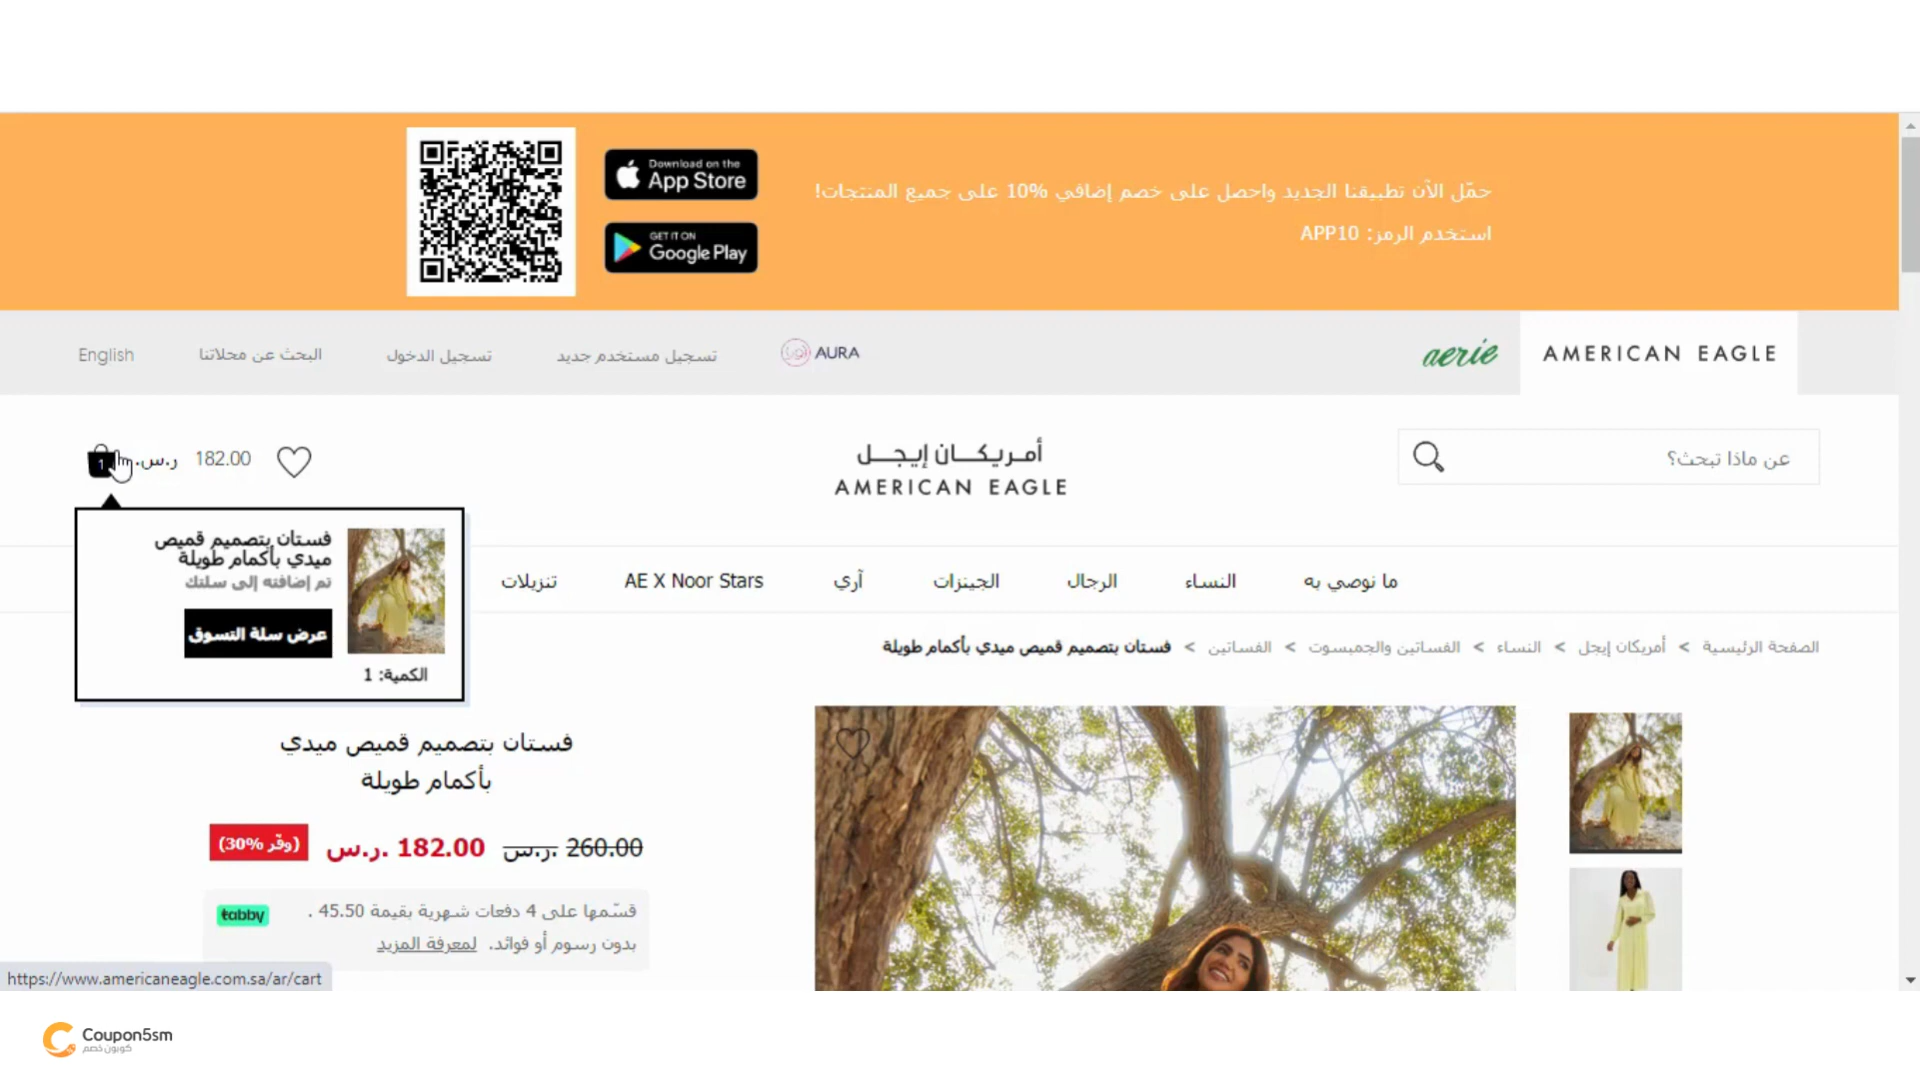 حمّل الآن تطبيقنا الجديد واحصل على خصم إضافي 10% على جميع المنتجات!
استخدم الرمز: APP10
Download on the
App Store
GET IT ON
Google Play
AMERICAN EAGLE
aerie
AURA
تسجيل مستخدم جديد
تسجيل الدخول
البحث عن محلاتنا
English
عن ماذا تبحث؟
أمريكان إيجل
AMERICAN EAGLE
182.00 ر.س.
1
فستان بتصميم قميص
ميدي بأكمام طويلة
تم إضافته إلى سلتك
عرض سلة التسوق
الكمية: 1
ما نوصي به
النساء
الرجال
الجينزات
آري
AE X Noor Stars
تنزيلات
الصفحة الرئيسية > أمريكان إيجل > النساء > الفساتين والجمبسوت > الفساتين > فستان بتصميم قميص ميدي بأكمام طويلة
فستان بتصميم قميص ميدي
بأكمام طويلة
260.00 ر.س. 182.00 ر.س. (وفّر 30%)
قسّمها على 4 دفعات شهرية بقيمة 45.50 .
بدون رسوم أو فوائد. لمعرفة المزيد
tabby
https://www.americaneagle.com.sa/ar/cart
Coupon5sm
كوبون خصم